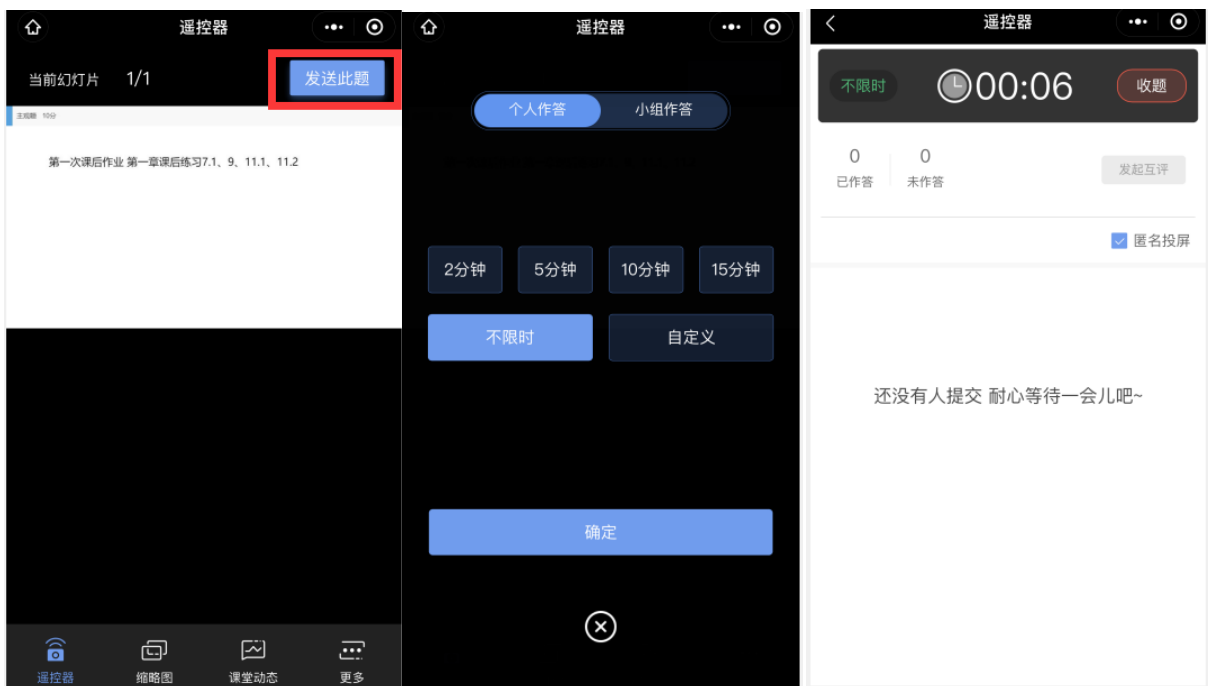 遥控器
当前幻灯片 1/1
发送此题
主观题 10分
第一次课后作业 第一章课后练习7.1、9、11.1、11.2
遥控器
缩略图
课堂动态
更多
遥控器
个人作答
小组作答
2分钟
5分钟
10分钟
15分钟
不限时
自定义
确定
遥控器
不限时
00:06
收题
0
已作答
0
未作答
发起互评
匿名投屏
还没有人提交 耐心等待一会儿吧~